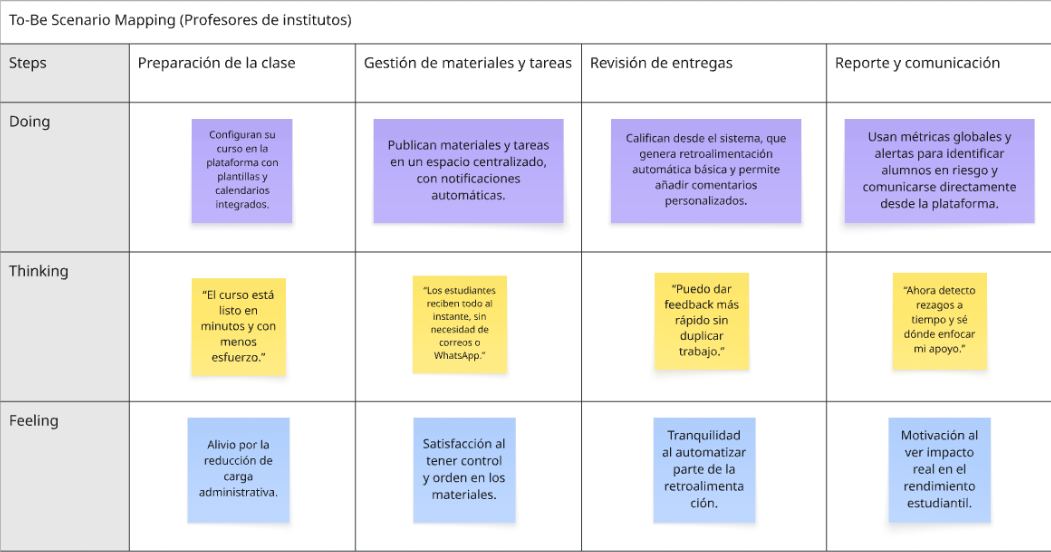 To-Be Scenario Mapping (Profesores de institutos)
Steps
Preparación de la clase
Gestión de materiales y tareas
Revisión de entregas
Reporte y comunicación
Doing
Configuran su
curso en la
plataforma con
plantillas y
calendarios
integrados.
Publican materiales y tareas
en un espacio centralizado,
con notificaciones
automáticas.
Califican desde el sistema, que
genera retroalimentación
automática básica y permite
añadir comentarios
personalizados.
Usan métricas globales y
alertas para identificar
alumnos en riesgo y
comunicarse directamente
desde la plataforma.
Thinking
“El curso está
listo en
minutos y con
menos
esfuerzo.”
“Los estudiantes
reciben todo al
instante, sin
necesidad de
correos o
WhatsApp.”
“Puedo dar
feedback más
rápido sin
duplicar
trabajo.”
“Ahora detecto
rezagos a
tiempo y sé
dónde enfocar
mi apoyo.”
Feeling
Alivio por la
reducción de
carga
administrativa.
Satisfacción al
tener control
y orden en los
materiales.
Tranquilidad
al automatizar
parte de la
retroalimenta
ción.
Motivación al
ver impacto
real en el
rendimiento
estudiantil.